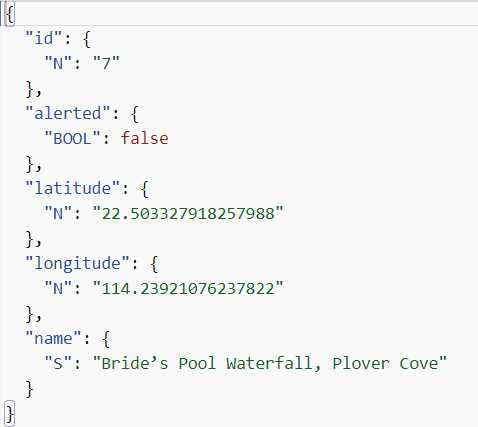 {
  "id": {
    "N": "7"
  },
  "alerted": {
    "BOOL": false
  },
  "latitude": {
    "N": "22.503327918257988"
  },
  "longitude": {
    "N": "114.23921076237822"
  },
  "name": {
    "S": "Bride’s Pool Waterfall, Plover Cove"
  }
}